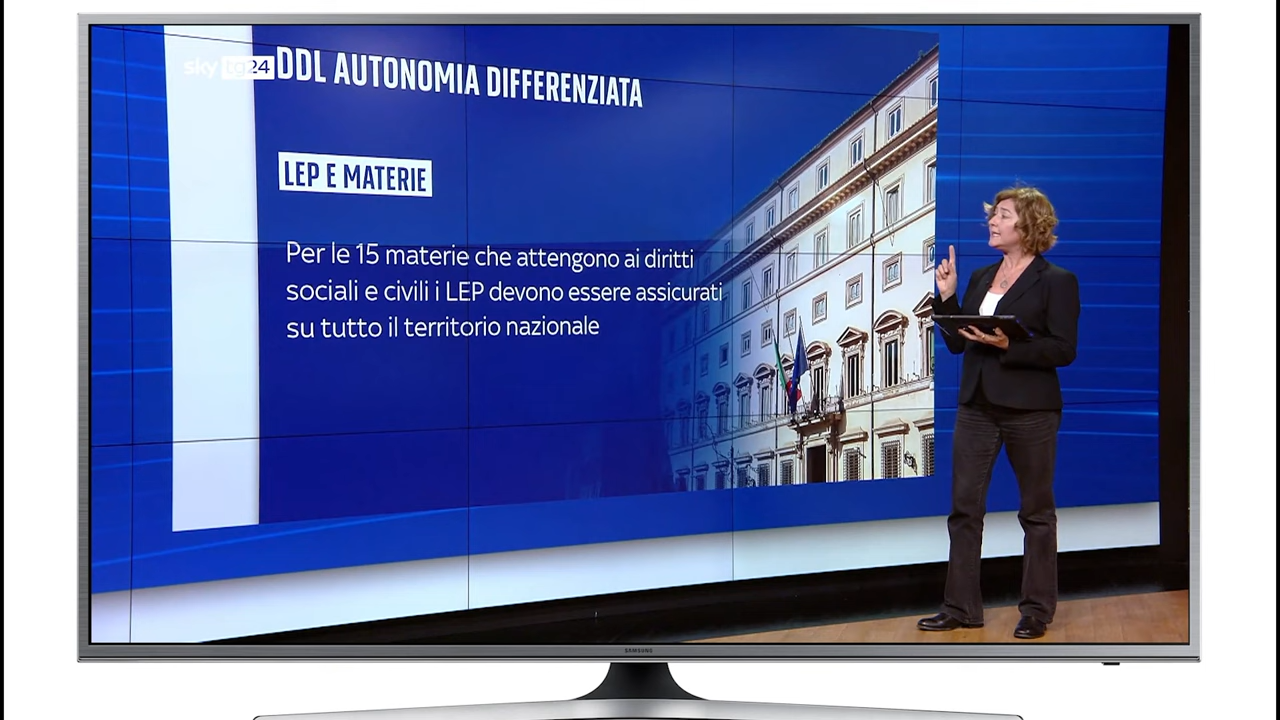 sky tg24
DDL AUTONOMIA DIFFERENZIATA
LEP E MATERIE
Per le 15 materie che attengono ai diritti
sociali e civili i LEP devono essere assicurati
su tutto il territorio nazionale
SAMSUNG